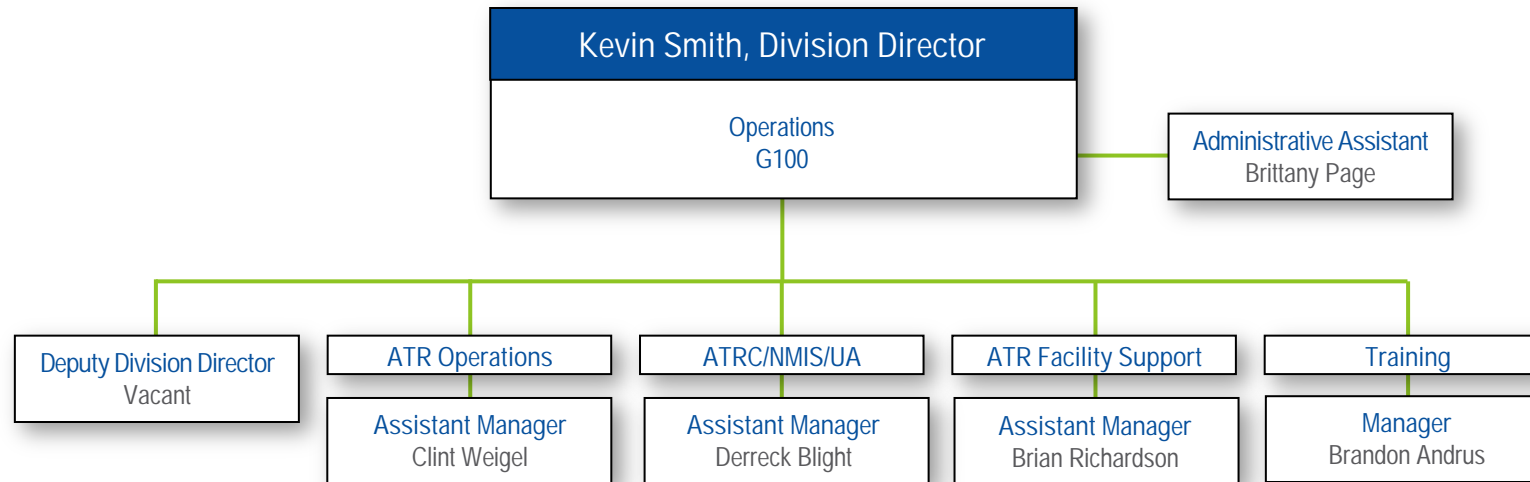 Kevin Smith, Division Director
Operations
G100
Administrative Assistant
Brittany Page
Deputy Division Director
Vacant
ATR Operations
Assistant Manager
Clint Weigel
ATRC/NMIS/UA
Assistant Manager
Derreck Blight
ATR Facility Support
Assistant Manager
Brian Richardson
Training
Manager
Brandon Andrus